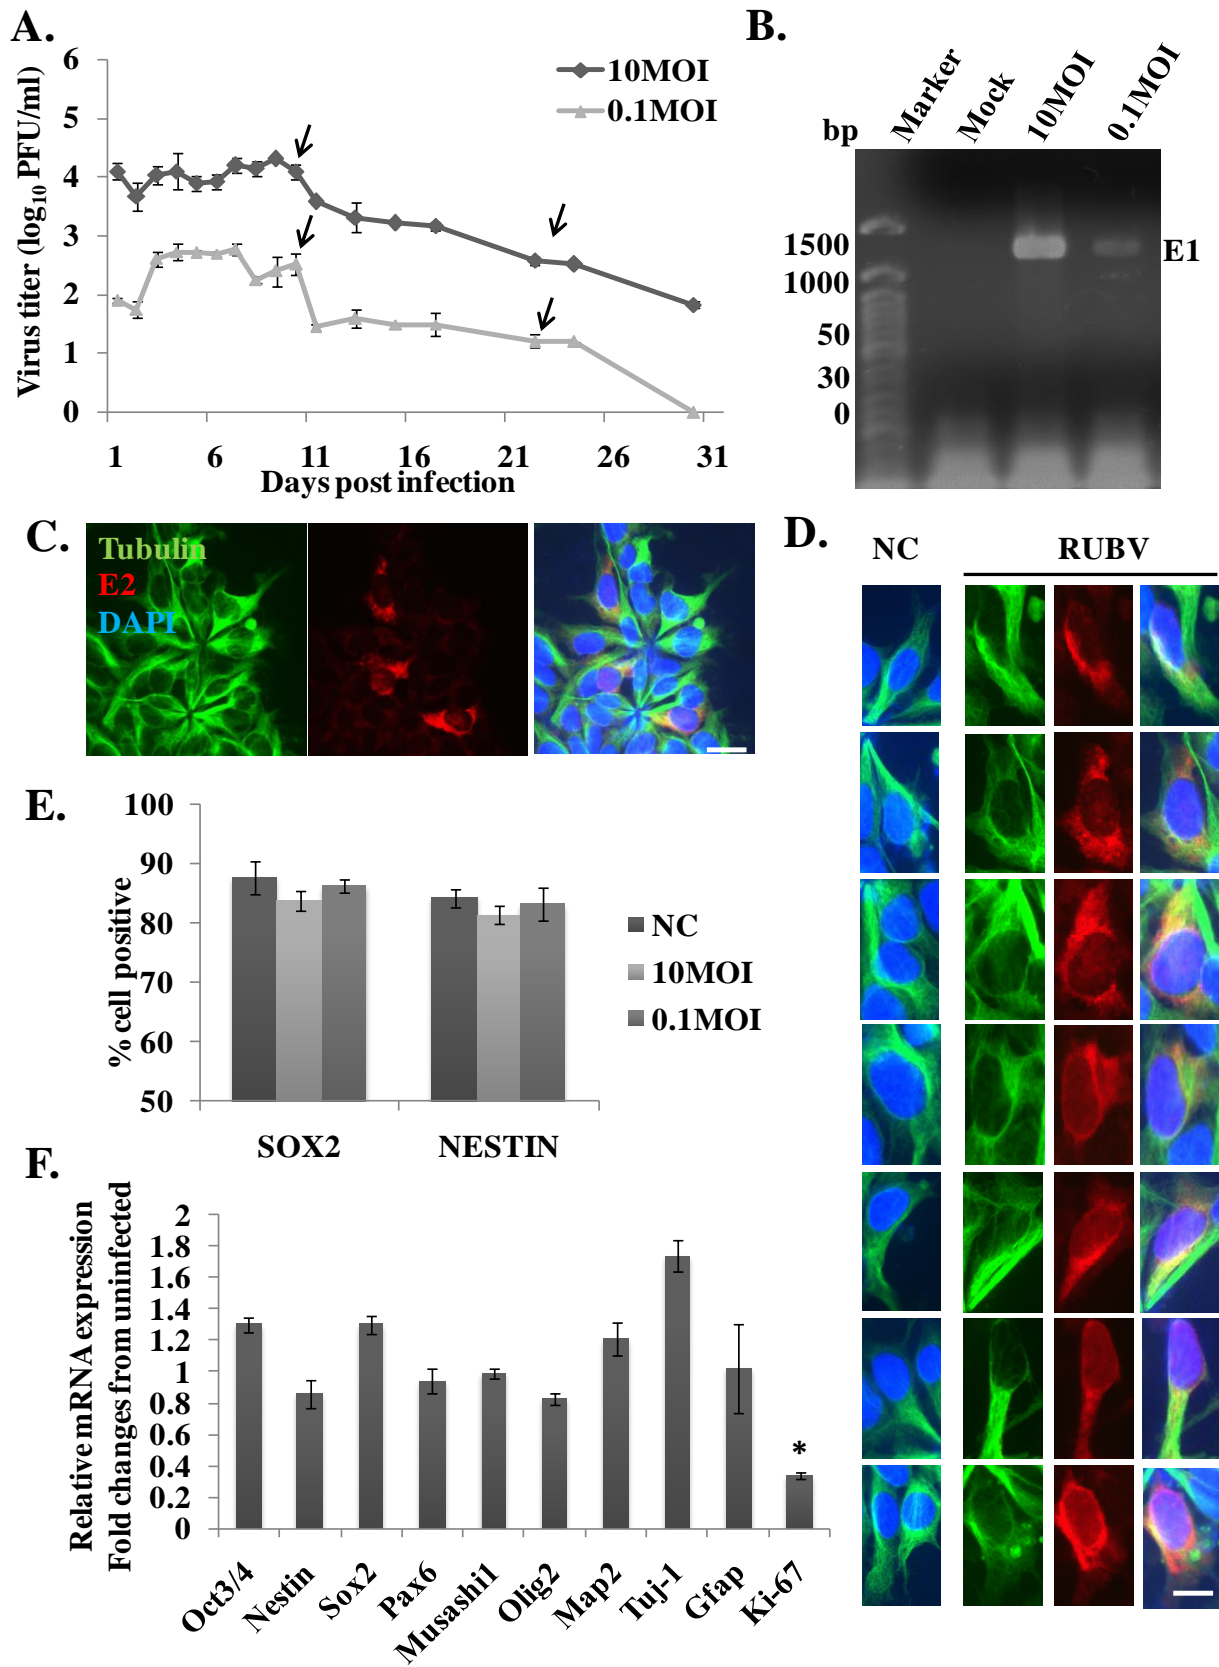 A.
6
5
4
3
2
1
0
Virus titer (log10 PFU/ml)
10MOI
0.1MOI
1 6 11 16 21 26 31
Days post infection
B.
bp
Marker
Mock
10MOI
0.1MOI
1500
1000
50
30
0
E1
C.
Tubulin
E2
DAPI
D.
NC
RUBV
E.
100
90
80
70
60
50
% cell positive
SOX2 NESTIN
NC
10MOI
0.1MOI
F.
Relative mRNA expression
Fold changes from uninfected
2
1.8
1.6
1.4
1.2
1
0.8
0.6
0.4
0.2
0
*
Oct3/4
Nestin
Sox2
Pax6
Musashi1
Olig2
Map2
Tuj-1
Gfap
Ki-67